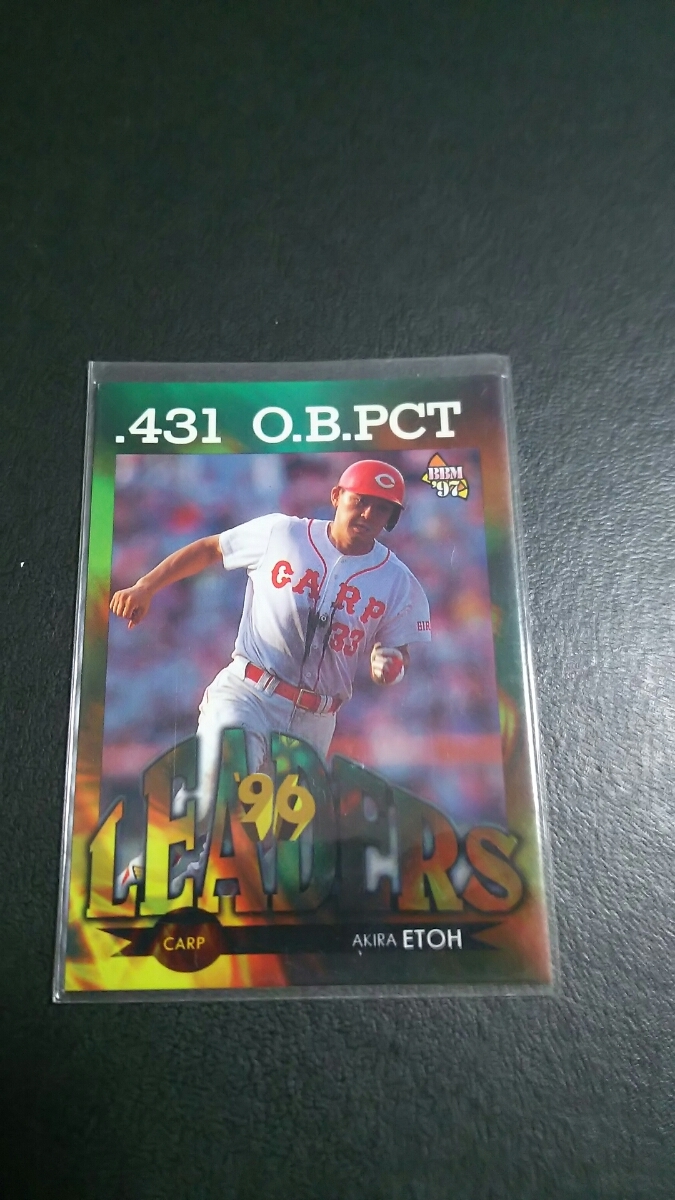 .431 O.B.PCT
BBM
'97
C
CARP
33
LEADERS
'96
CARP
AKIRA ETOH